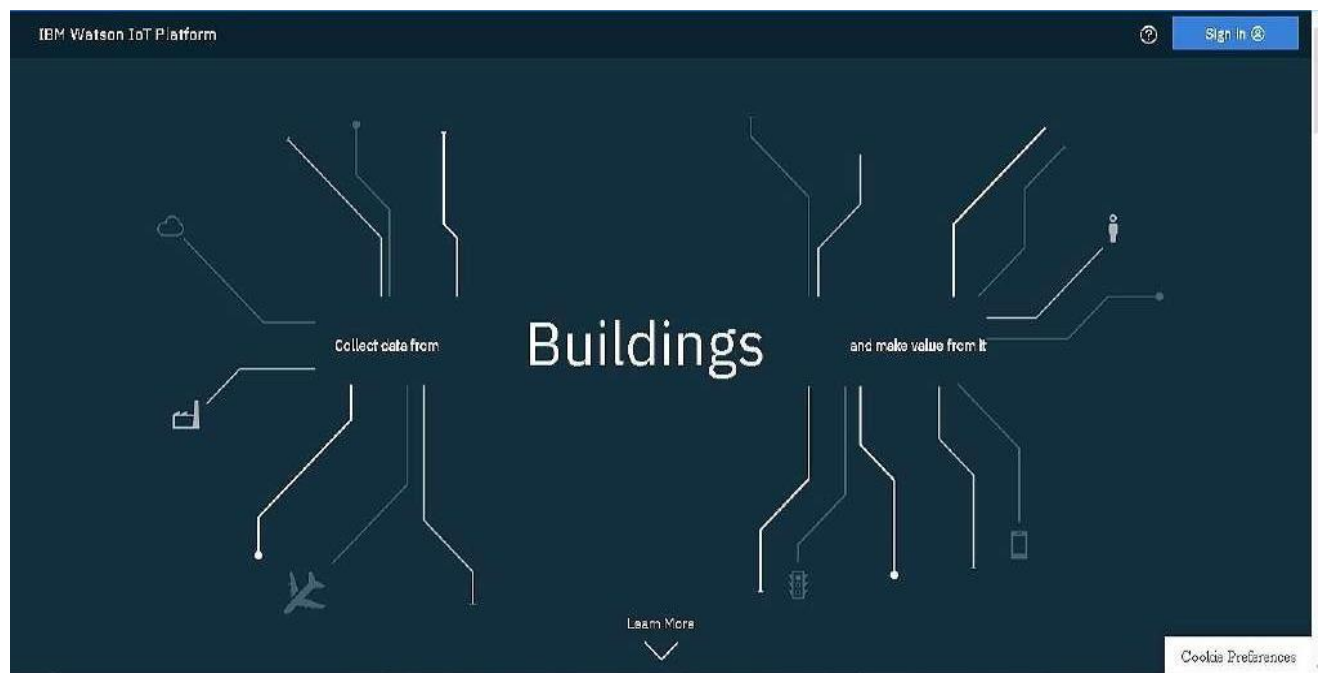 IBM Watson IoT Platform
Sign in
Collect data from
Buildings
and make value from it
Learn More
Cookie Preferences